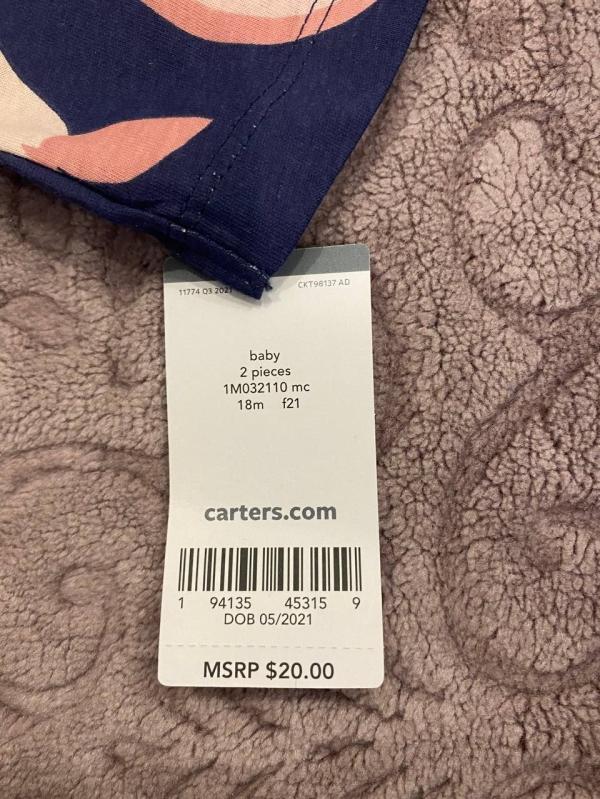 11774 Q3 2021 CKT98137 AD
baby
2 pieces
1M032110 mc
18m f21
carters.com
1 94135 45315 9
DOB 05/2021
MSRP $20.00